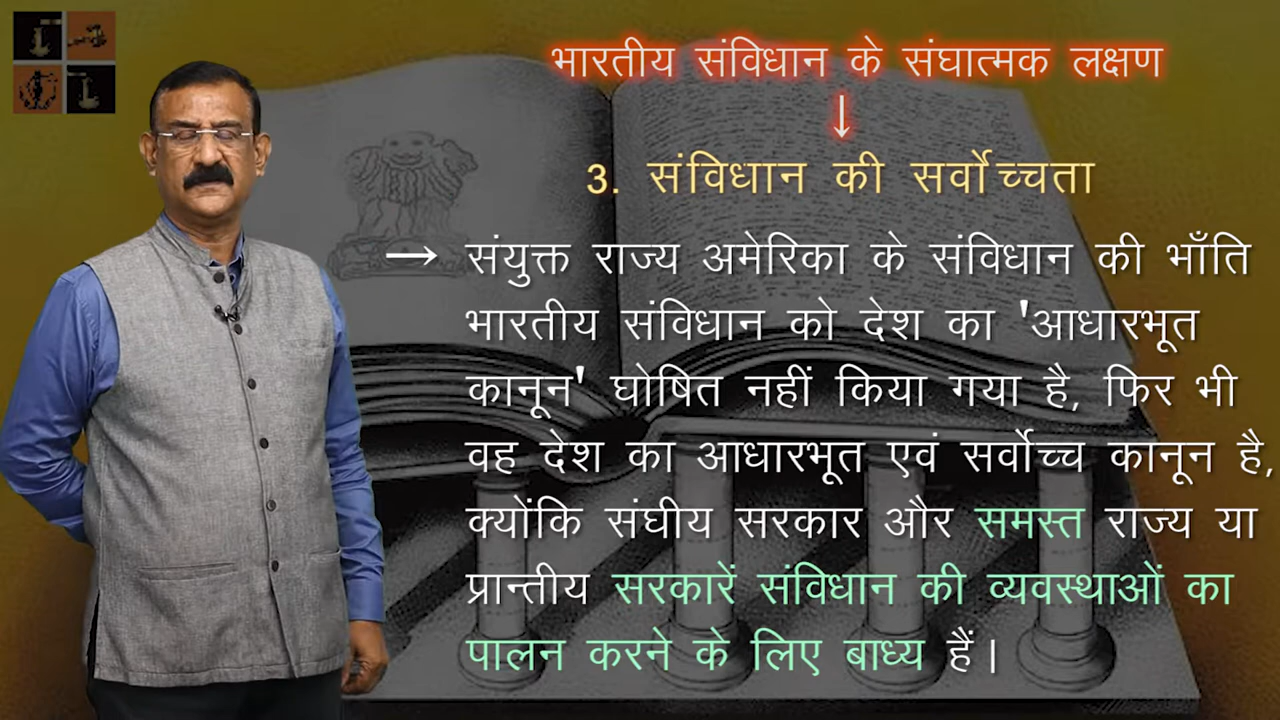 भारतीय संविधान के संघात्मक लक्षण
↓
3. संविधान की सर्वोच्चता
→ संयुक्त राज्य अमेरिका के संविधान की भाँति
भारतीय संविधान को देश का 'आधारभूत
कानून' घोषित नहीं किया गया है, फिर भी
वह देश का आधारभूत एवं सर्वोच्च कानून है,
क्योंकि संघीय सरकार और समस्त राज्य या
प्रान्तीय सरकारें संविधान की व्यवस्थाओं का
पालन करने के लिए बाध्य हैं।